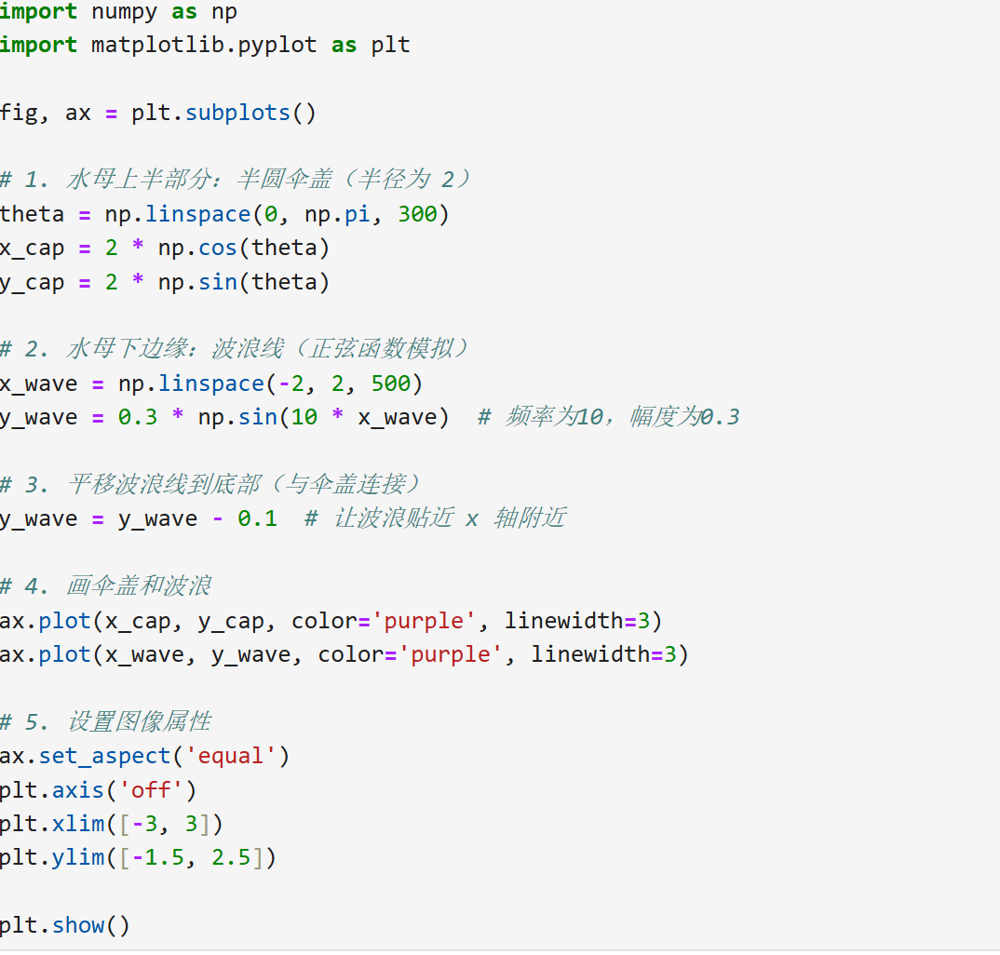 import numpy as np
import matplotlib.pyplot as plt
fig, ax = plt.subplots()
# 1. 水母上半部分：半圆伞盖（半径为 2）
theta = np.linspace(0, np.pi, 300)
x_cap = 2 * np.cos(theta)
y_cap = 2 * np.sin(theta)
# 2. 水母下边缘：波浪线（正弦函数模拟）
x_wave = np.linspace(-2, 2, 500)
y_wave = 0.3 * np.sin(10 * x_wave)  # 频率为10，幅度为0.3
# 3. 平移波浪线到底部（与伞盖连接）
y_wave = y_wave - 0.1  # 让波浪贴近 x 轴附近
# 4. 画伞盖和波浪
ax.plot(x_cap, y_cap, color='purple', linewidth=3)
ax.plot(x_wave, y_wave, color='purple', linewidth=3)
# 5. 设置图像属性
ax.set_aspect('equal')
plt.axis('off')
plt.xlim([-3, 3])
plt.ylim([-1.5, 2.5])
plt.show()